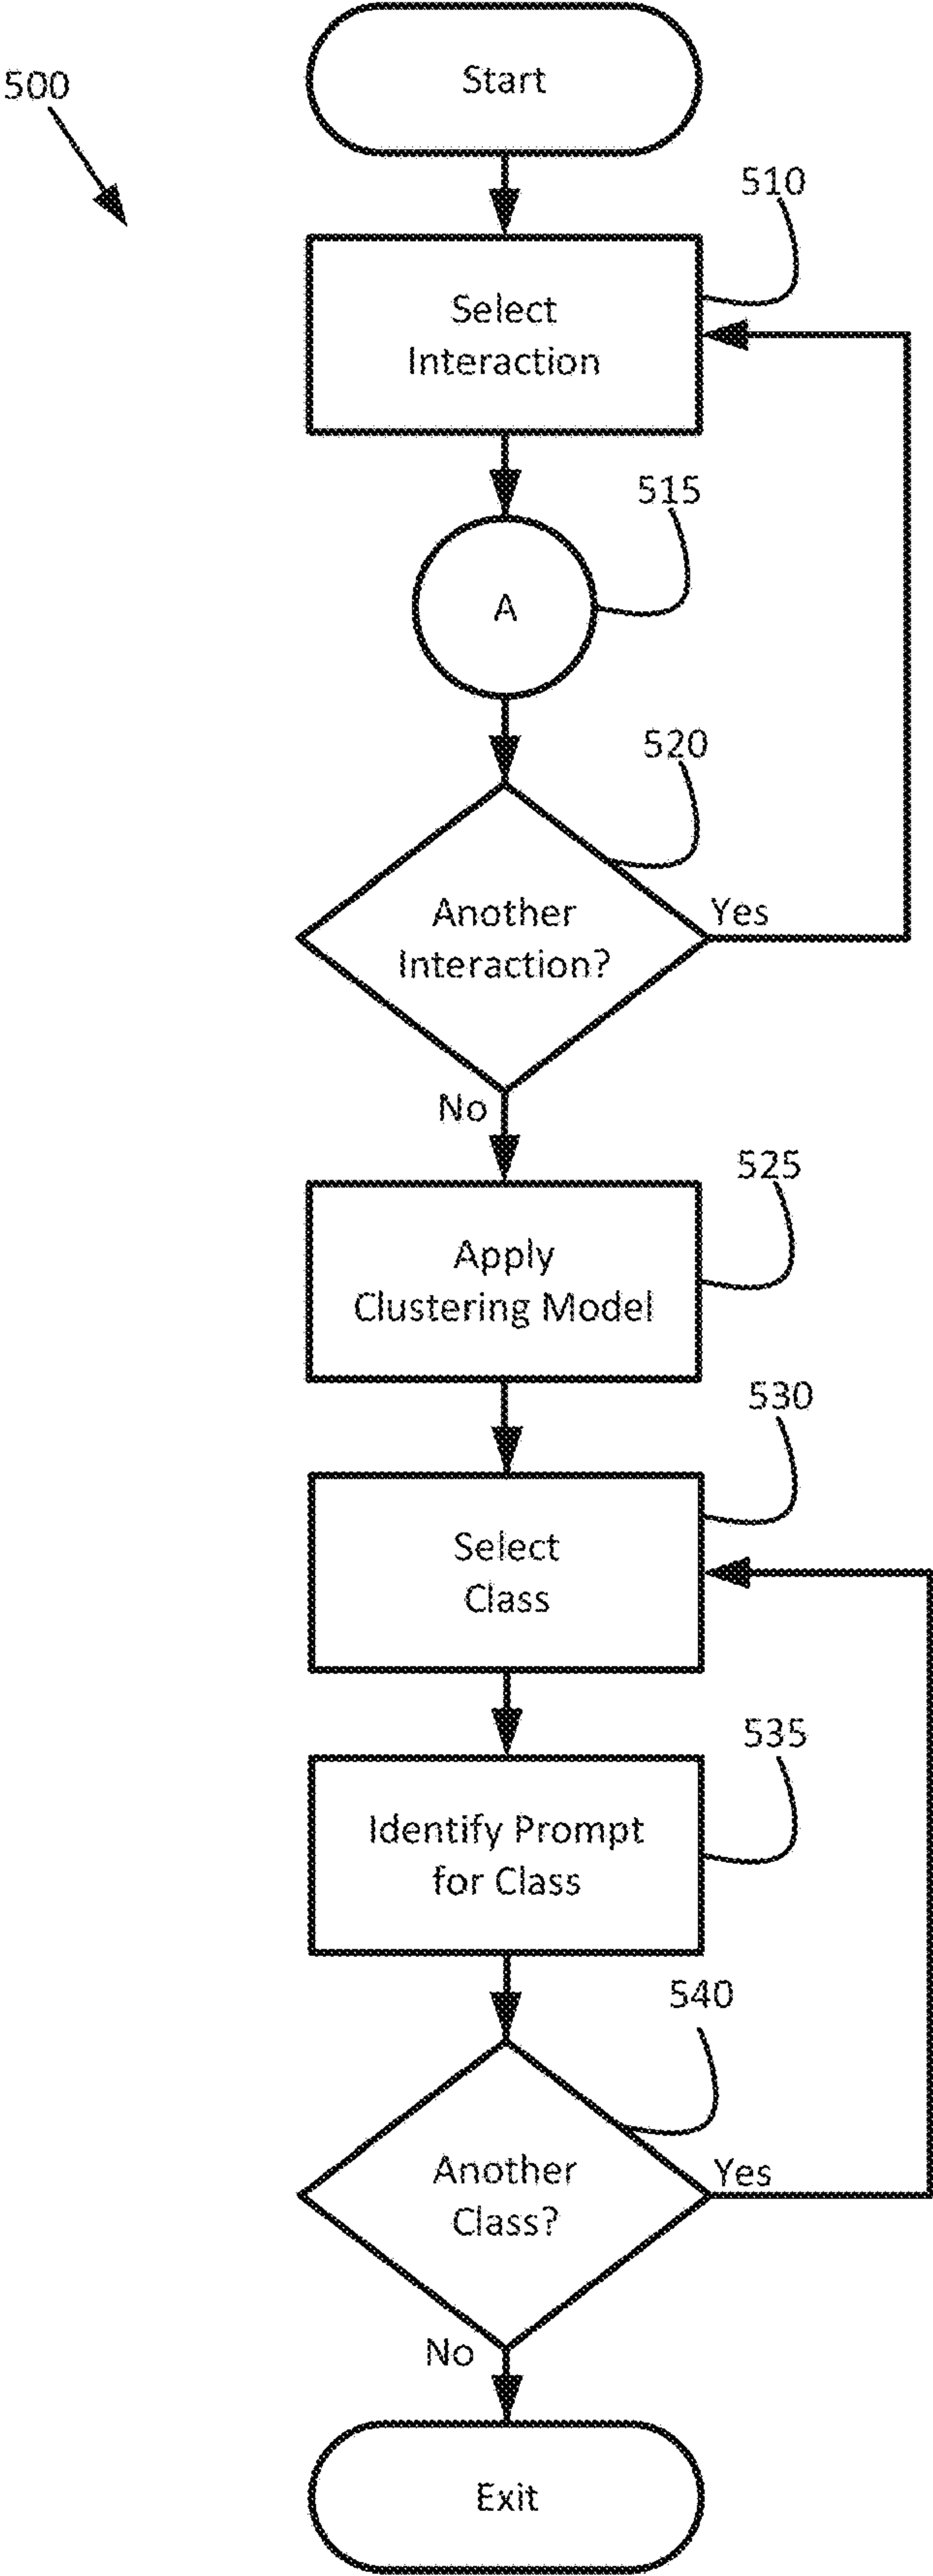 500
Start
510
Select
Interaction
515
A
520
Another
Interaction?
Yes
No
525
Apply
Clustering Model
530
Select
Class
535
Identify Prompt
for Class
540
Another
Class?
Yes
No
Exit